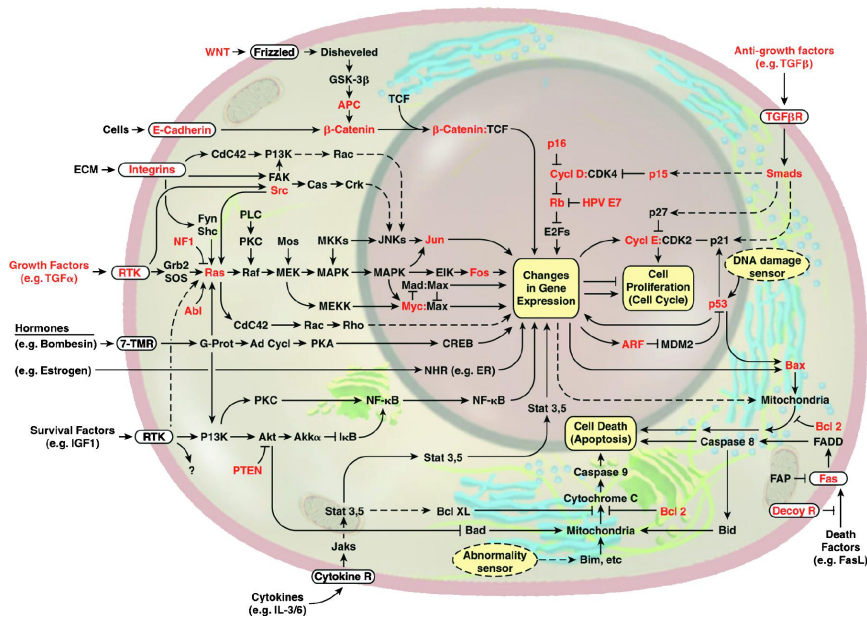 WNT Frizzled Disheveled
GSK-3β
APC
TCF
Cells E-Cadherin β-Catenin β-Catenin:TCF
Anti-growth factors
(e.g. TGFβ)
TGFβR
ECM Integrins CdC42 P13K Rac
FAK
Src Cas Crk
p16
Cycl D:CDK4 p15 Smads
Rb HPV E7
E2Fs
p27
Cycl E:CDK2 p21
DNA damage
sensor
Fyn
Shc
PLC
NF1
PKC Mos MKKs JNKs Jun
Growth Factors
(e.g. TGFα)
RTK Grb2
SOS
Ras Raf MEK MAPK MAPK ElK Fos
Changes
in Gene
Expression
Cell
Proliferation
(Cell Cycle)
Mad:Max
Abl MEKK Myc:Max
p53
CdC42 Rac Rho
Hormones
(e.g. Bombesin) 7-TMR G-Prot Ad Cycl PKA CREB
ARF MDM2
(e.g. Estrogen) NHR (e.g. ER)
Bax
Mitochondria
PKC NF-κB NF-κB
Stat 3,5
Survival Factors
(e.g. IGF1)
RTK P13K Akt Akkα IκB
?
PTEN
Cell Death
(Apoptosis)
Bcl 2
Caspase 8 FADD
Stat 3,5
Caspase 9
FAP Fas
Cytochrome C
Stat 3,5 Bcl XL Bcl 2
Decoy R
Bad Mitochondria Bid
Death
Factors
(e.g. FasL)
Jaks
Abnormality
sensor
Bim, etc
Cytokine R
Cytokines
(e.g. IL-3/6)